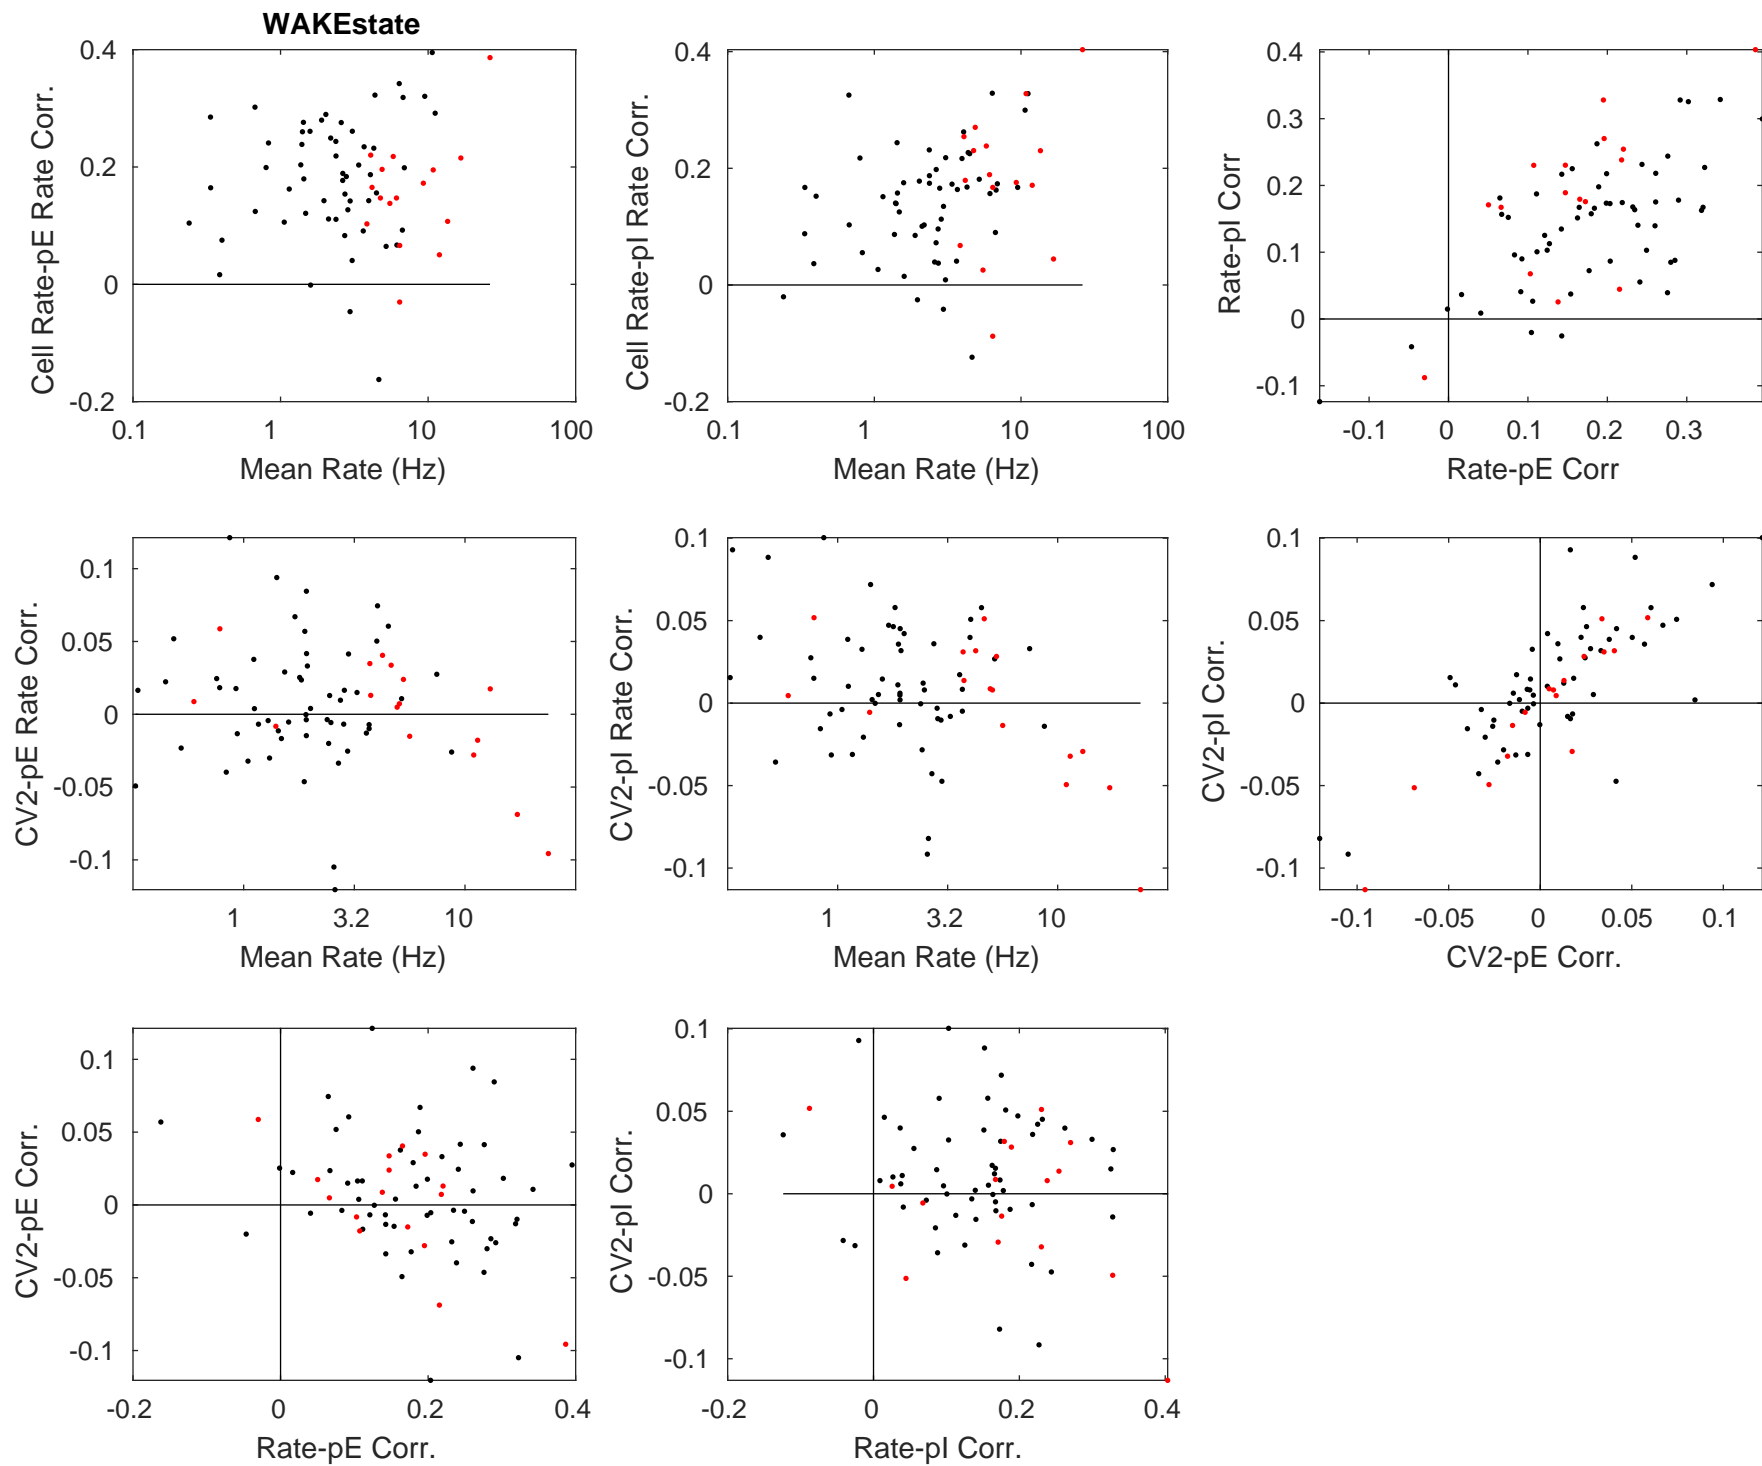 WAKEstate
Cell Rate-pE Rate Corr.
0.4
0.2
0
-0.2
0.1 1 10 100
Mean Rate (Hz)
Cell Rate-pI Rate Corr.
0.4
0.2
0
-0.2
0.1 1 10 100
Mean Rate (Hz)
Rate-pI Corr
0.4
0.3
0.2
0.1
0
-0.1
-0.1 0 0.1 0.2 0.3
Rate-pE Corr
CV2-pE Rate Corr.
0.1
0.05
0
-0.05
-0.1
1 3.2 10
Mean Rate (Hz)
CV2-pI Rate Corr.
0.1
0.05
0
-0.05
-0.1
1 3.2 10
Mean Rate (Hz)
CV2-pI Corr.
0.1
0.05
0
-0.05
-0.1
-0.1 -0.05 0 0.05 0.1
CV2-pE Corr.
CV2-pE Corr.
0.1
0.05
0
-0.05
-0.1
-0.2 0 0.2 0.4
Rate-pE Corr.
CV2-pI Corr.
0.1
0.05
0
-0.05
-0.1
-0.2 0 0.2 0.4
Rate-pI Corr.